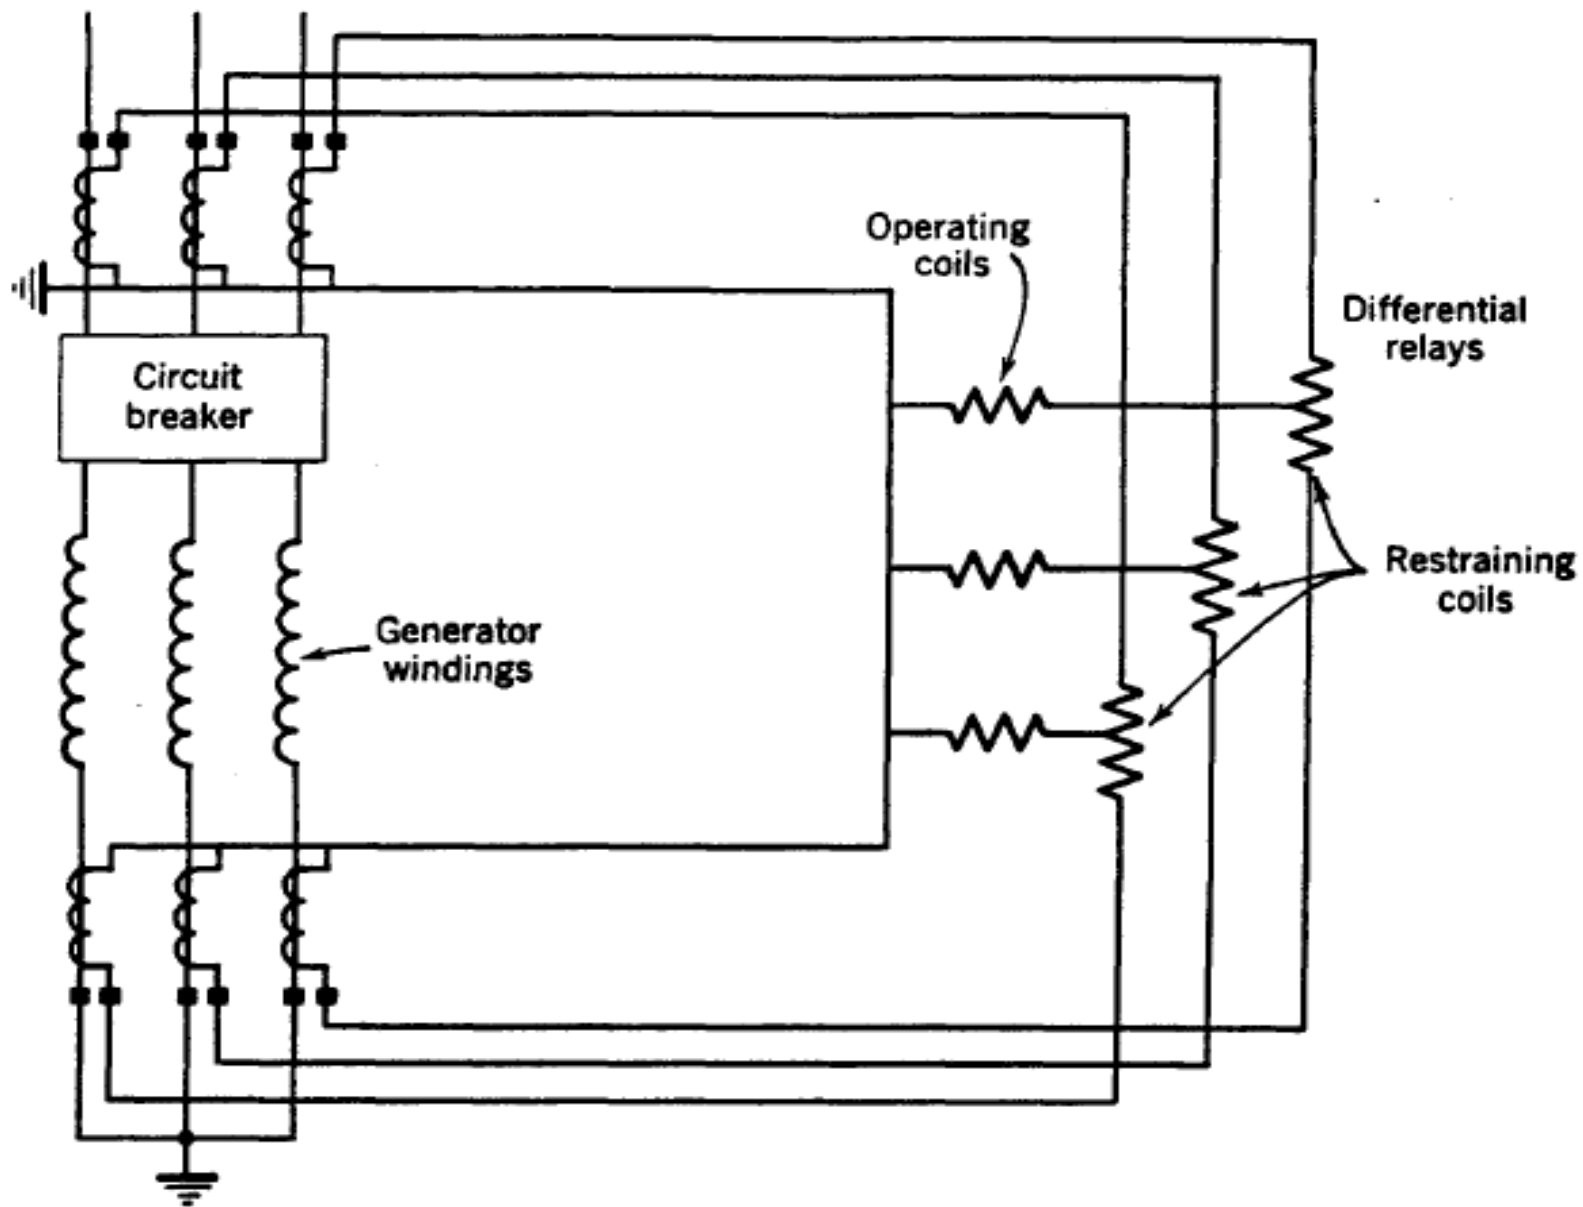 Operating
coils
Differential
relays
Circuit
breaker
Restraining
coils
Generator
windings